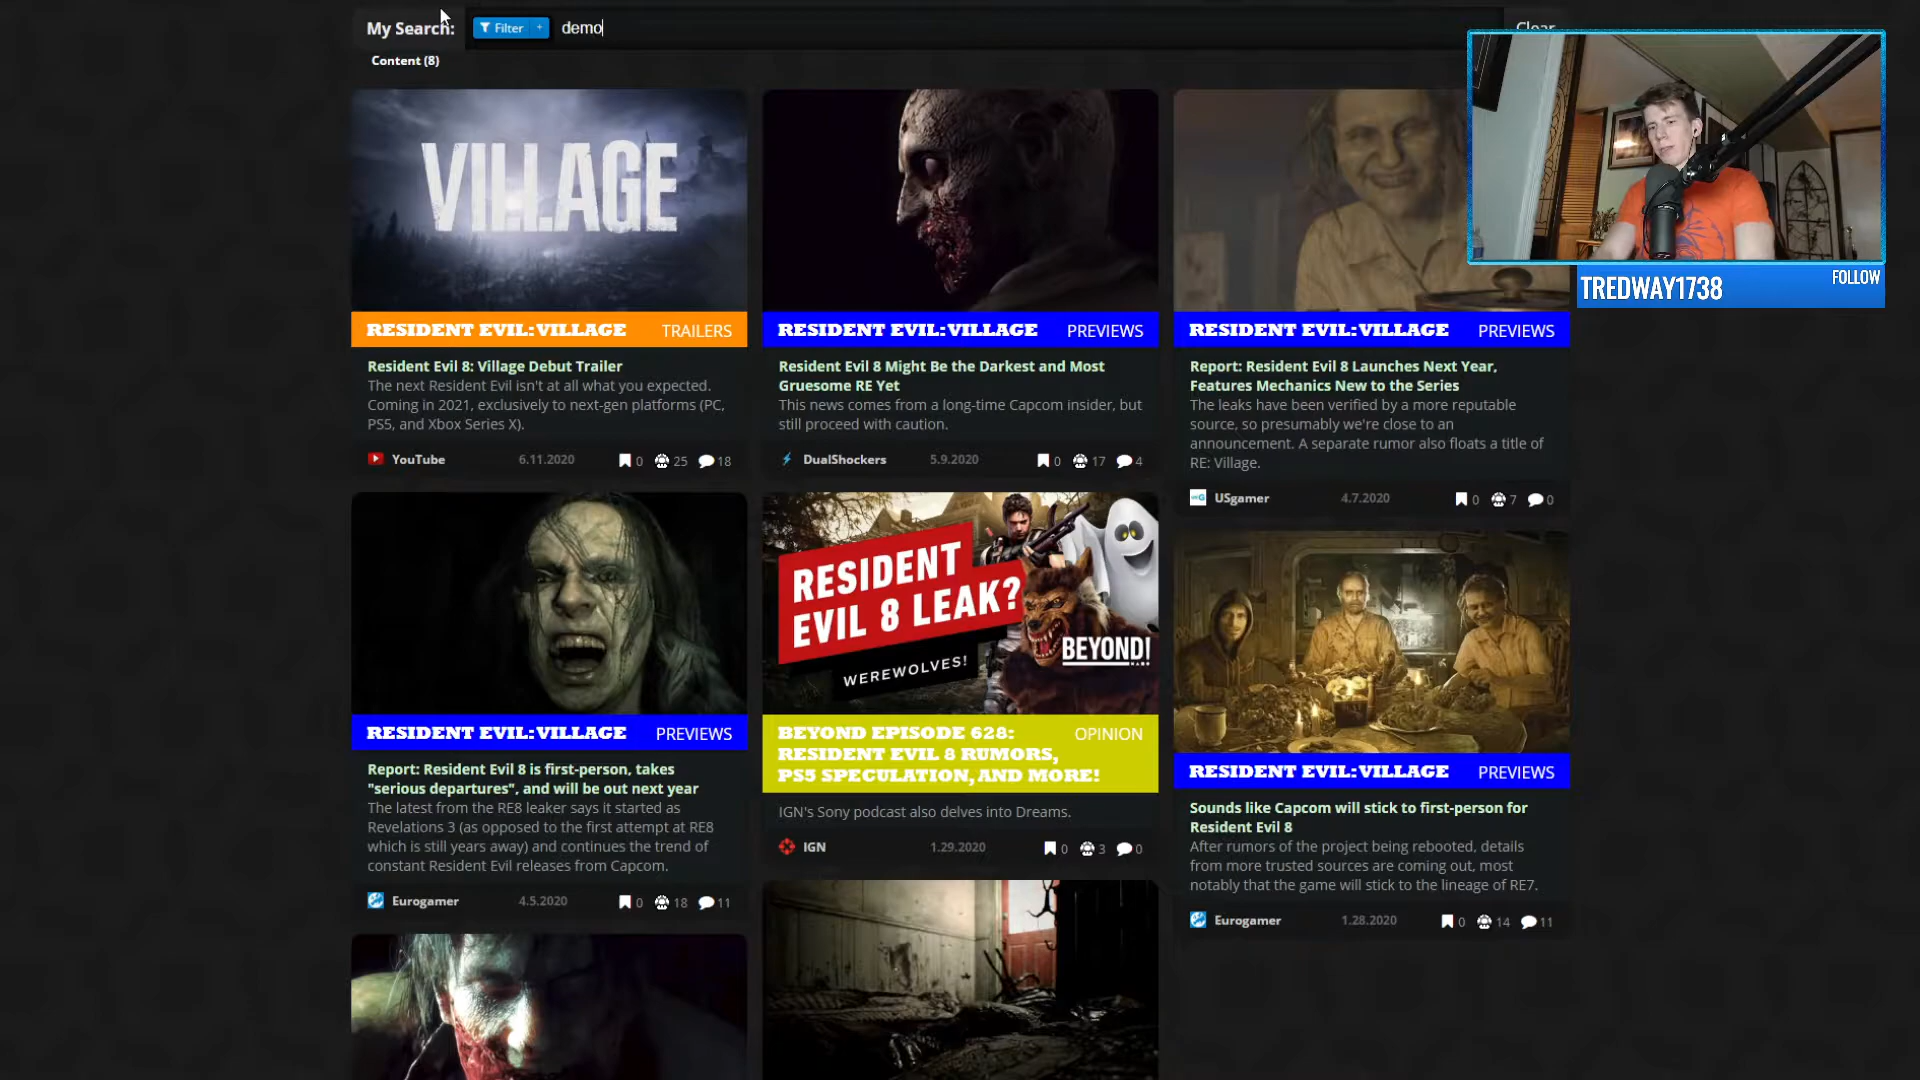 My Search: Filter + demo Clear
Content (8)
TREDWAY1738 FOLLOW
VILLAGE
RESIDENT EVIL: VILLAGE TRAILERS
Resident Evil 8: Village Debut Trailer
The next Resident Evil isn't at all what you expected.
Coming in 2021, exclusively to next-gen platforms (PC,
PS5, and Xbox Series X).
YouTube 6.11.2020 0 25 18
RESIDENT EVIL: VILLAGE PREVIEWS
Resident Evil 8 Might Be the Darkest and Most
Gruesome RE Yet
This news comes from a long-time Capcom insider, but
still proceed with caution.
DualShockers 5.9.2020 0 17 4
RESIDENT EVIL: VILLAGE PREVIEWS
Report: Resident Evil 8 Launches Next Year,
Features Mechanics New to the Series
The leaks have been verified by a more reputable
source, so presumably we're close to an
announcement. A separate rumor also floats a title of
RE: Village.
USgamer 4.7.2020 0 7 0
RESIDENT EVIL: VILLAGE PREVIEWS
Report: Resident Evil 8 is first-person, takes
"serious departures", and will be out next year
The latest from the RE8 leaker says it started as
Revelations 3 (as opposed to the first attempt at RE8
which is still years away) and continues the trend of
constant Resident Evil releases from Capcom.
Eurogamer 4.5.2020 0 18 11
RESIDENT
EVIL 8 LEAK?
WEREWOLVES!
BEYOND!
BEYOND EPISODE 628: OPINION
RESIDENT EVIL 8 RUMORS,
PS5 SPECULATION, AND MORE!
IGN's Sony podcast also delves into Dreams.
IGN 1.29.2020 0 3 0
RESIDENT EVIL: VILLAGE PREVIEWS
Sounds like Capcom will stick to first-person for
Resident Evil 8
After rumors of the project being rebooted, details
from more trusted sources are coming out, most
notably that the game will stick to the lineage of RE7.
Eurogamer 1.28.2020 0 14 11